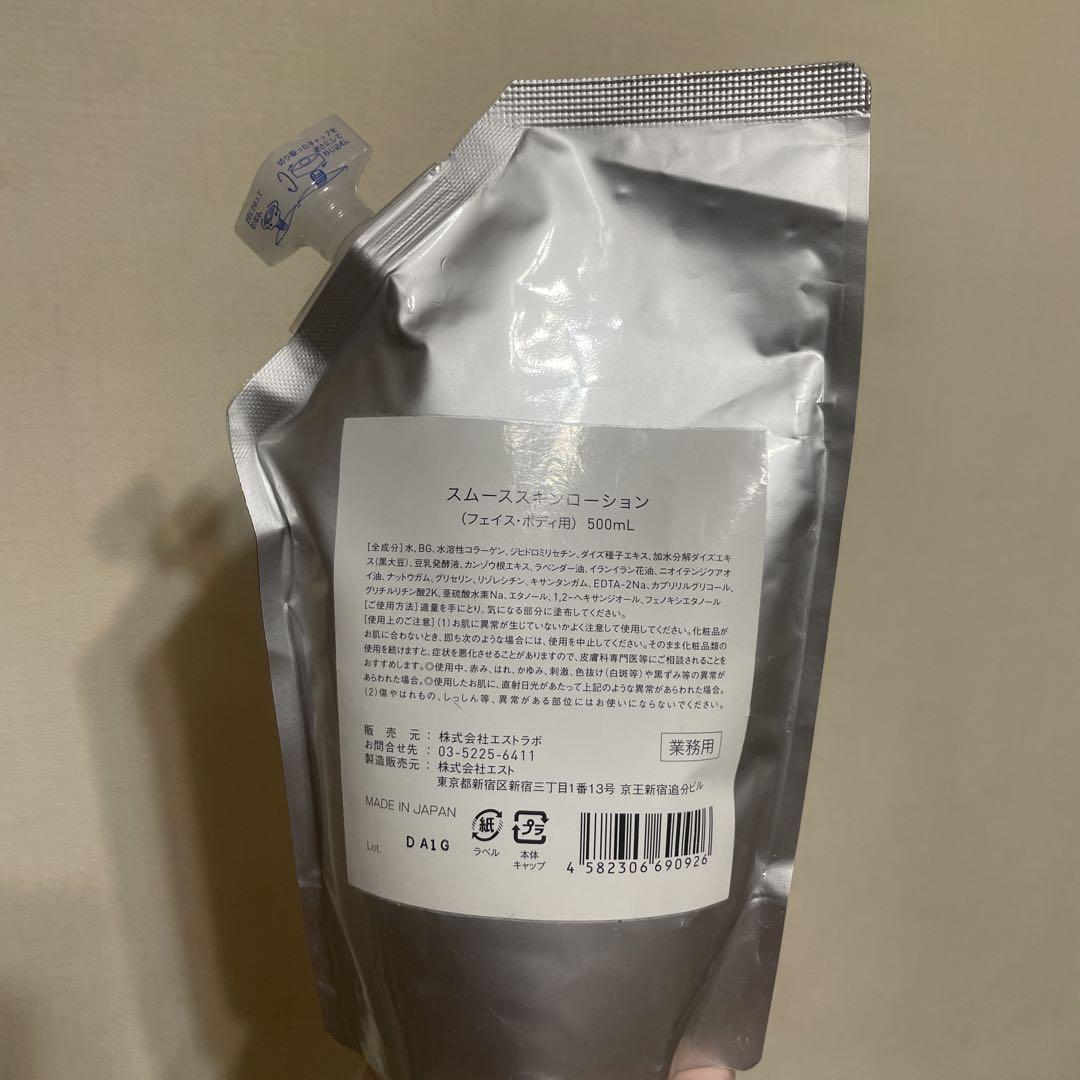 切り取ったキャップを
逆さにして
ねじ込む。
スムーススキンローション
(フェイス・ボディ用) 500mL
[全成分]水、BG、水溶性コラーゲン、ジヒドロミリセチン、ダイズ種子エキス、加水分解ダイズエキ
ス(黒大豆)、豆乳発酵液、カンゾウ根エキス、ラベンダー油、イランイラン花油、ニオイテンジクアオ
イ油、ナットウガム、グリセリン、リゾレシチン、キサンタンガム、EDTA-2Na、カプリリルグリコール、
グリチルリチン酸2K、亜硫酸水素Na、エタノール、1,2-ヘキサンジオール、フェノキシエタノール
[ご使用方法]適量を手にとり、気になる部分に塗布してください。
[使用上のご注意](1)お肌に異常が生じていないかよく注意して使用してください。化粧品が
お肌に合わないとき、即ち次のような場合には、使用を中止してください。そのまま化粧品類の
使用を続けますと、症状を悪化させることがありますので、皮膚科専門医等にご相談されることを
おすすめします。◎使用中、赤み、はれ、かゆみ、刺激、色抜け(白斑等)や黒ずみ等の異常が
あらわれた場合。◎使用したお肌に、直射日光があたって上記のような異常があらわれた場合。
(2)傷やはれもの、しっしん等、異常がある部位にはお使いにならないでください。
販売元:株式会社エストラボ
お問合せ先:03-5225-6411
製造販売元:株式会社エスト
東京都新宿区新宿三丁目1番13号 京王新宿追分ビル
業務用
MADE IN JAPAN
Lot. DA1G
紙
ラベル
プラ
本体
キャップ
4 582306 690926